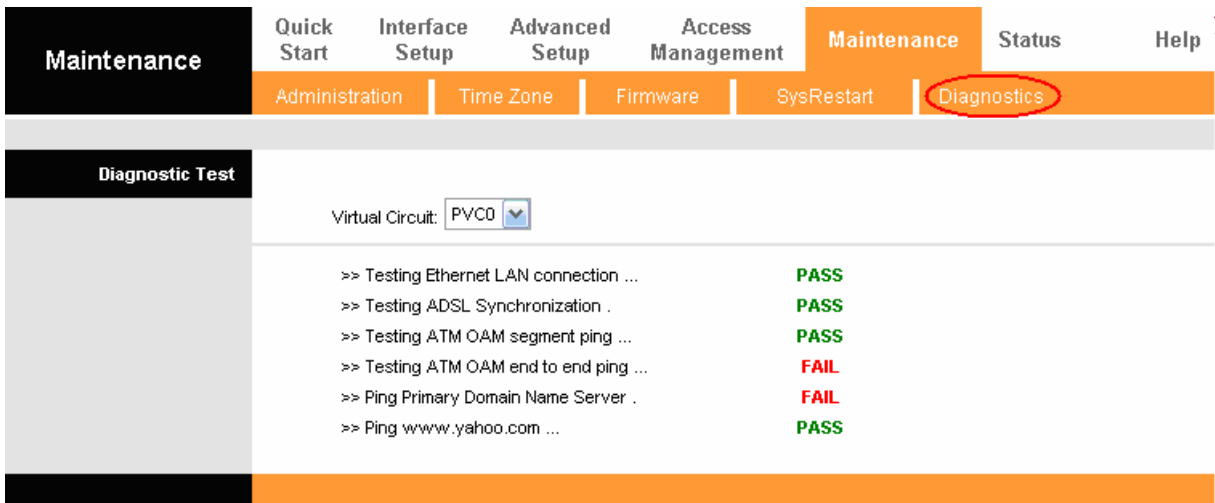 Maintenance
Quick Start
Interface Setup
Advanced Setup
Access Management
Maintenance
Status
Help
Administration
Time Zone
Firmware
SysRestart
Diagnostics
Diagnostic Test
Virtual Circuit: PVC0
>> Testing Ethernet LAN connection ... PASS
>> Testing ADSL Synchronization . PASS
>> Testing ATM OAM segment ping ... PASS
>> Testing ATM OAM end to end ping ... FAIL
>> Ping Primary Domain Name Server . FAIL
>> Ping www.yahoo.com ... PASS